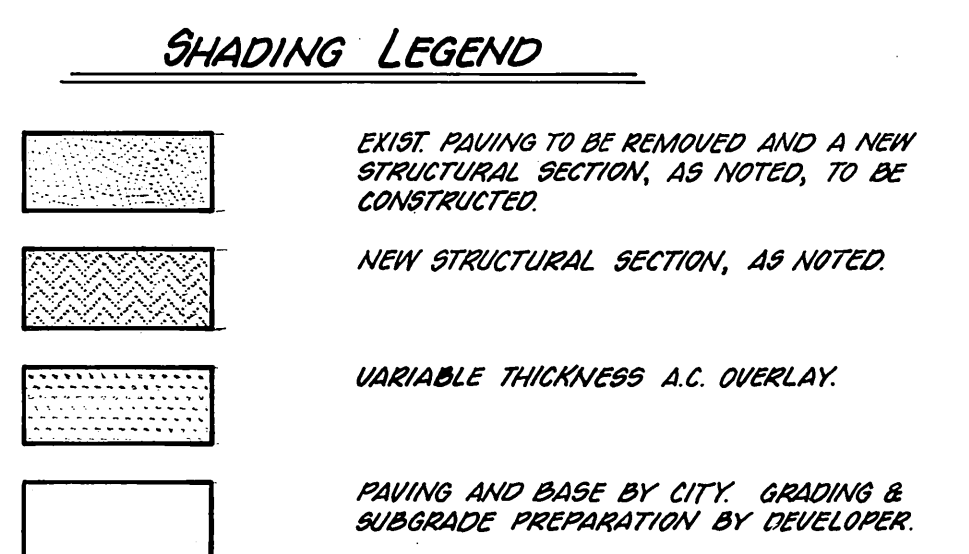 SHADING LEGEND
EXIST. PAVING TO BE REMOVED AND A NEW
STRUCTURAL SECTION, AS NOTED, TO BE
CONSTRUCTED.
NEW STRUCTURAL SECTION, AS NOTED.
VARIABLE THICKNESS A.C. OVERLAY.
PAVING AND BASE BY CITY. GRADING &
SUBGRADE PREPARATION BY DEVELOPER.